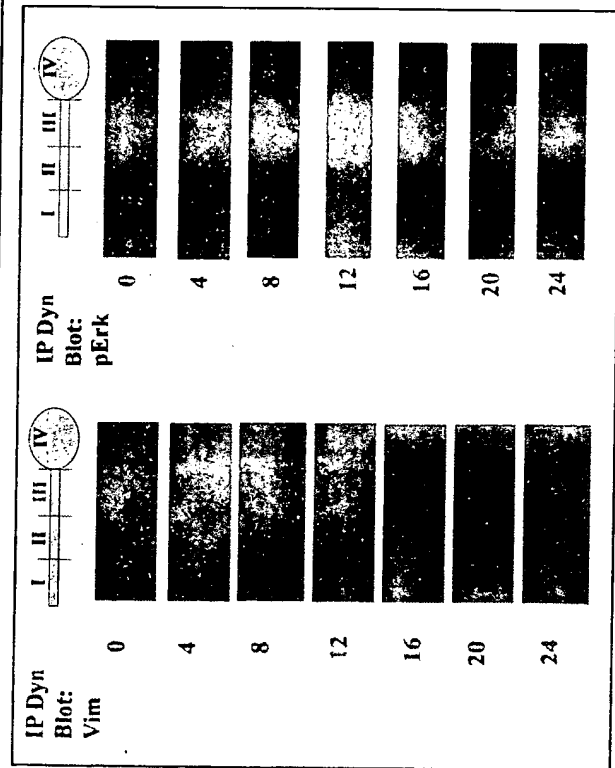 IP Dyn
Blot:
Vim
I II III IV
0
4
8
12
16
20
24
IP Dyn
Blot:
pErk
I II III IV
0
4
8
12
16
20
24